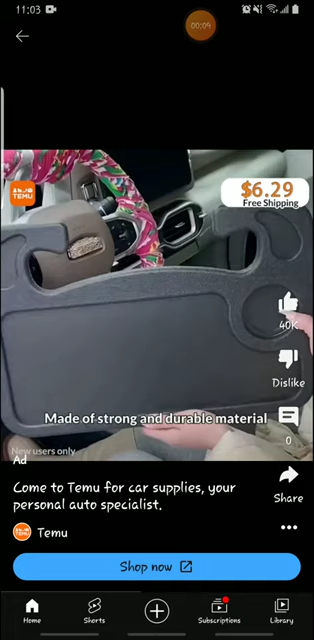 11:03
00:09
TEMU
$6.29
Free Shipping
40K
Dislike
Made of strong and durable material
0
New users only
Ad
Come to Temu for car supplies, your
personal auto specialist.
Share
TEMU
Temu
Shop now
Home
Shorts
Subscriptions
Library